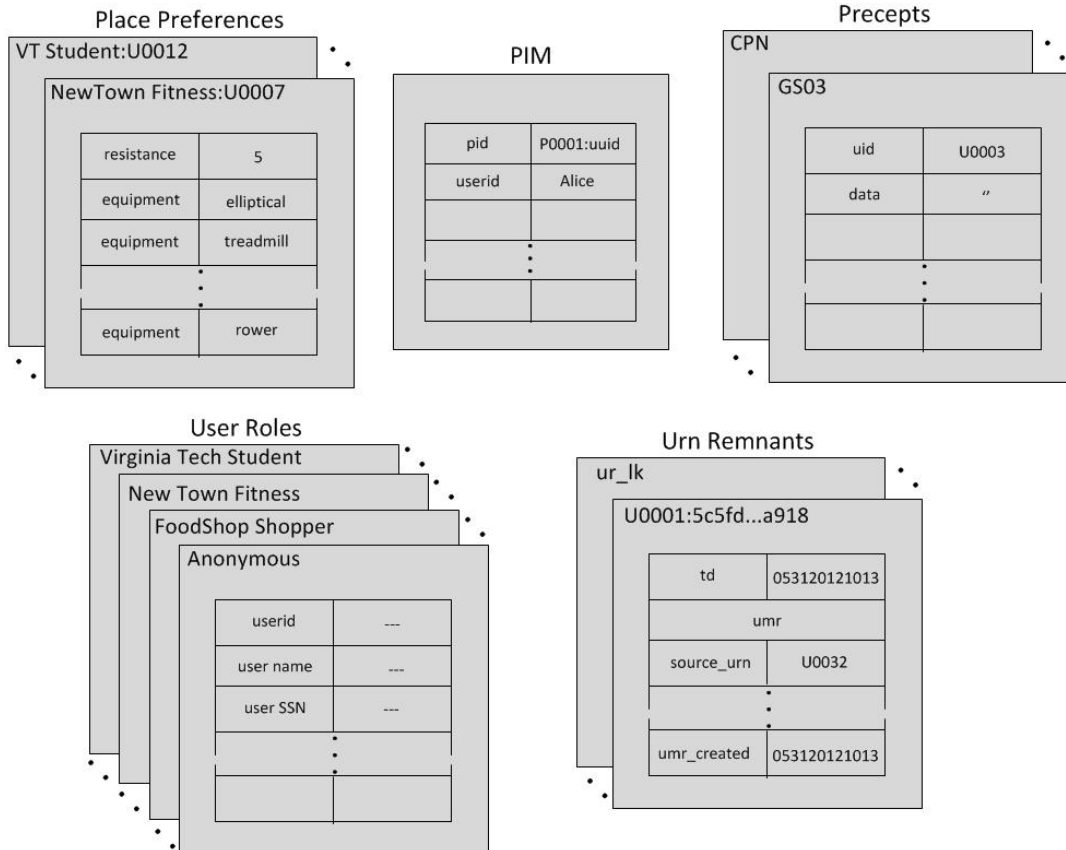 Place Preferences
VT Student:U0012
NewTown Fitness:U0007
resistance 5
equipment elliptical
equipment treadmill
equipment rower
PIM
pid P0001:uuid
userid Alice
Precepts
CPN
GS03
uid U0003
data “
User Roles
Virginia Tech Student
New Town Fitness
FoodShop Shopper
Anonymous
userid ---
user name ---
user SSN ---
Urn Remnants
ur_lk
U0001:5c5fd...a918
td 053120121013
umr
source_urn U0032
umr_created 053120121013